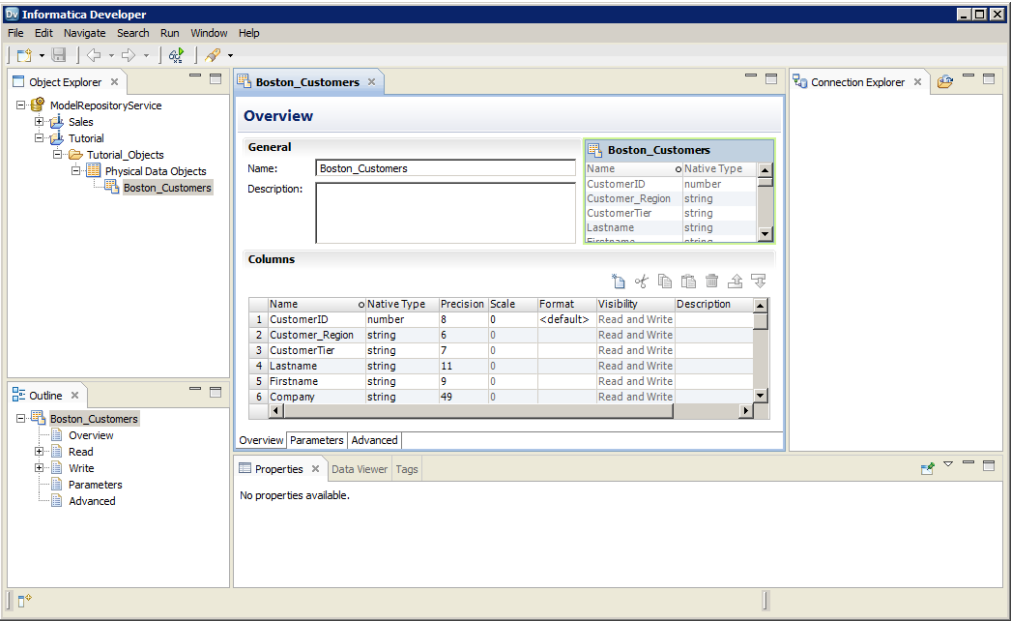 Dv Informatica Developer
File Edit Navigate Search Run Window Help
Object Explorer
ModelRepositoryService
Sales
Tutorial
Tutorial_Objects
Physical Data Objects
Boston_Customers
Outline
Boston_Customers
Overview
Read
Write
Parameters
Advanced
Boston_Customers
Overview
General
Name: Boston_Customers
Description:
Boston_Customers
Name Native Type
CustomerID number
Customer_Region string
CustomerTier string
Lastname string
Firstname string
Columns
Name Native Type Precision Scale Format Visibility Description
1 CustomerID number 8 0 <default> Read and Write
2 Customer_Region string 6 0 Read and Write
3 CustomerTier string 7 0 Read and Write
4 Lastname string 11 0 Read and Write
5 Firstname string 9 0 Read and Write
6 Company string 49 0 Read and Write
Overview Parameters Advanced
Properties Data Viewer Tags
No properties available.
Connection Explorer